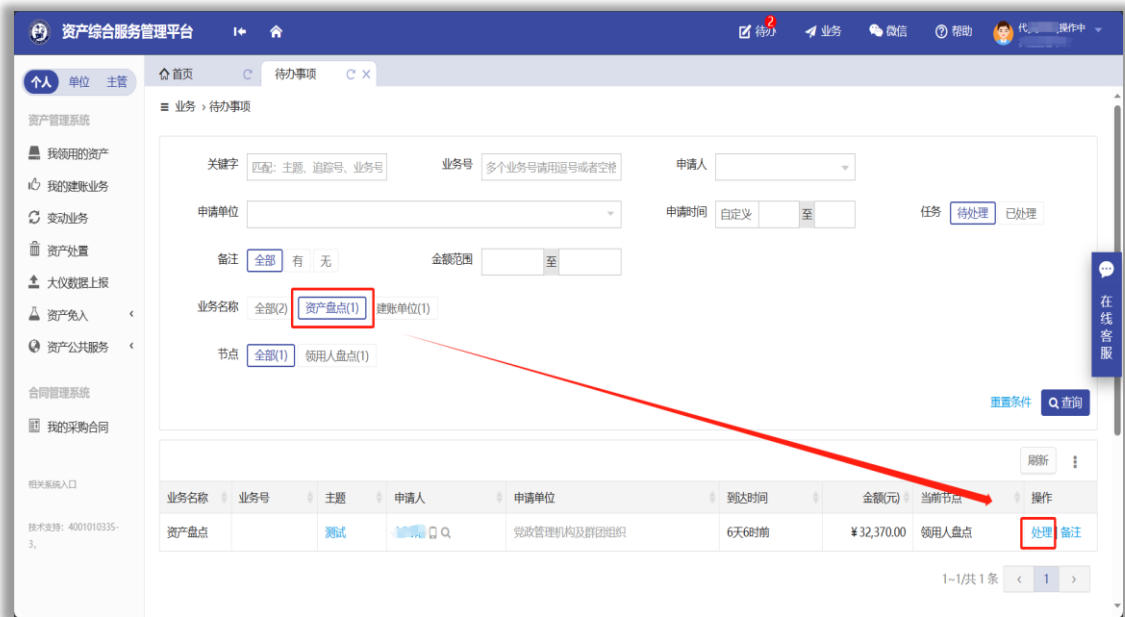 资产综合服务管理平台
待办 2
业务
微信
帮助
代 操作中
个人 单位 主管
首页
待办事项
业务 › 待办事项
资产管理系统
我领用的资产
我的建账业务
变动业务
资产处置
大仪数据上报
资产免入
资产公共服务
合同管理系统
我的采购合同
相关系统入口
技术支持：4001010335-
3,
关键字 匹配：主题、追踪号、业务号
业务号 多个业务号请用逗号或者空格
申请人
申请单位
申请时间 自定义 至
任务 待处理 已处理
备注 全部 有 无
金额范围 至
业务名称 全部(2) 资产盘点(1) 建账单位(1)
节点 全部(1) 领用人盘点(1)
重置条件 查询
在线客服
刷新
业务名称 业务号 主题 申请人 申请单位 到达时间 金额(元) 当前节点 操作
资产盘点 测试 党政管理机构及群团组织 6天6时前 ¥32,370.00 领用人盘点 处理 备注
1~1/共 1 条 ‹ 1 ›